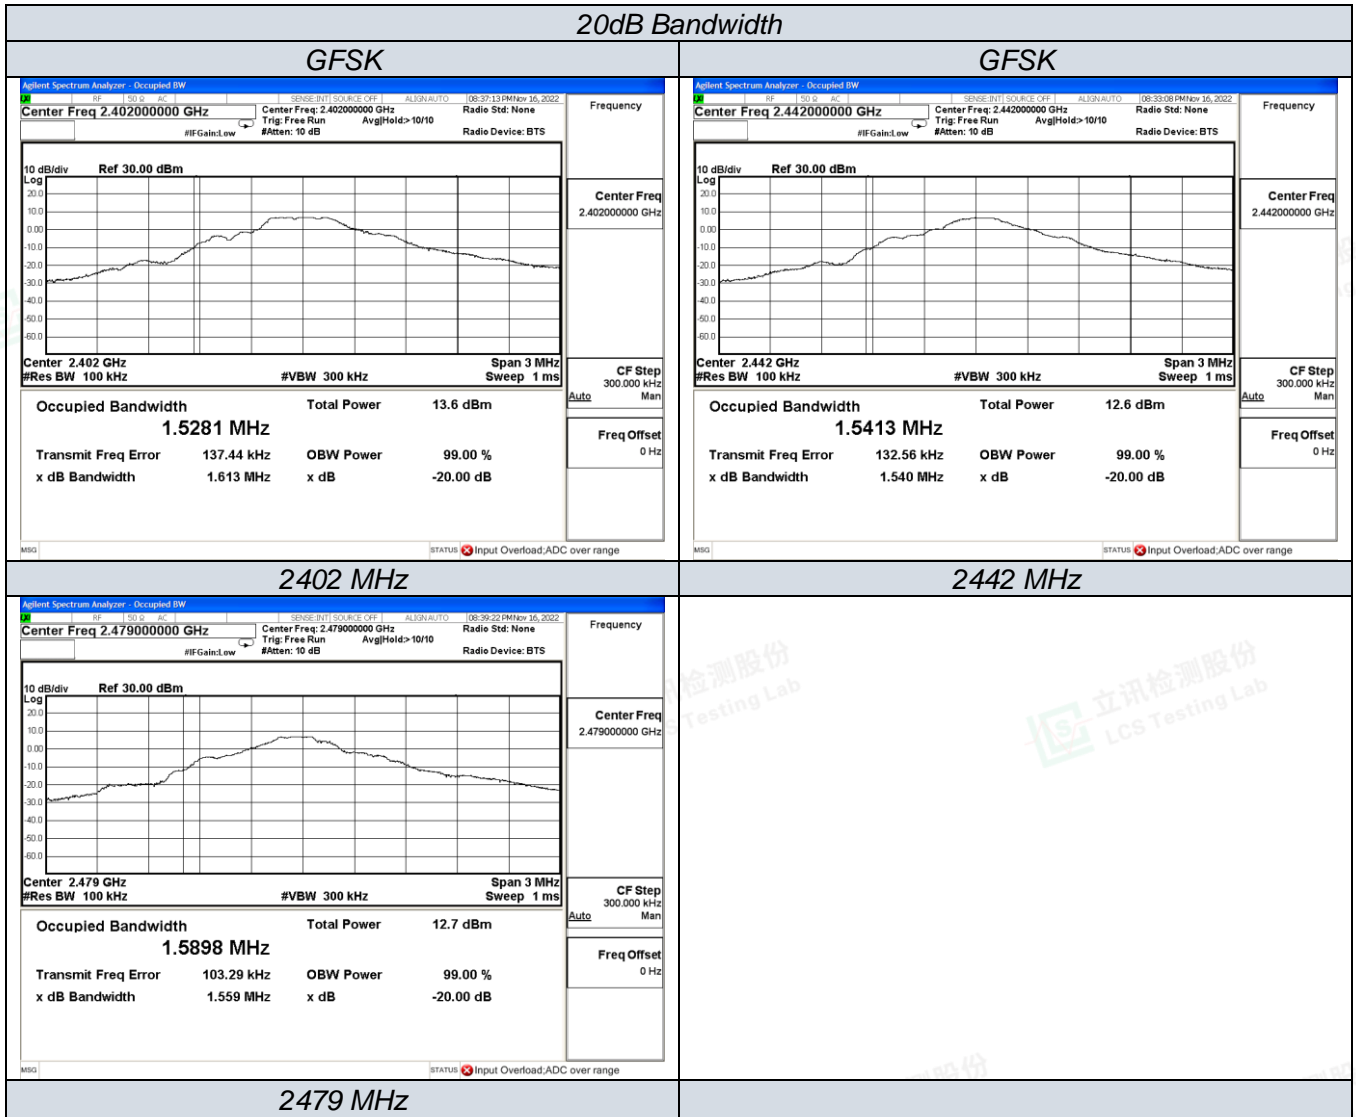 20dB Bandwidth
GFSK
GFSK
Agilent Spectrum Analyzer - Occupied BW
RF 50 Ω AC SENSE:INT SOURCE OFF ALIGN AUTO 08:37:13 PM Nov 16, 2022
Center Freq 2.402000000 GHz
Center Freq: 2.402000000 GHz
Radio Std: None
Trig: Free Run Avg|Hold:> 10/10
#IFGain:Low #Atten: 10 dB
Radio Device: BTS
Frequency
10 dB/div Ref 30.00 dBm
Log
20.0
10.0
0.00
-10.0
-20.0
-30.0
-40.0
-50.0
-60.0
Center 2.402 GHz Span 3 MHz
#Res BW 100 kHz #VBW 300 kHz Sweep 1 ms
Center Freq
2.402000000 GHz
CF Step
300.000 kHz
Auto Man
Freq Offset
0 Hz
Occupied Bandwidth Total Power 13.6 dBm
1.5281 MHz
Transmit Freq Error 137.44 kHz OBW Power 99.00 %
x dB Bandwidth 1.613 MHz x dB -20.00 dB
MSG STATUS Input Overload;ADC over range
Agilent Spectrum Analyzer - Occupied BW
RF 50 Ω AC SENSE:INT SOURCE OFF ALIGN AUTO 08:33:08 PM Nov 16, 2022
Center Freq 2.442000000 GHz
Center Freq: 2.442000000 GHz
Radio Std: None
Trig: Free Run Avg|Hold:> 10/10
#IFGain:Low #Atten: 10 dB
Radio Device: BTS
Frequency
10 dB/div Ref 30.00 dBm
Log
20.0
10.0
0.00
-10.0
-20.0
-30.0
-40.0
-50.0
-60.0
Center 2.442 GHz Span 3 MHz
#Res BW 100 kHz #VBW 300 kHz Sweep 1 ms
Center Freq
2.442000000 GHz
CF Step
300.000 kHz
Auto Man
Freq Offset
0 Hz
Occupied Bandwidth Total Power 12.6 dBm
1.5413 MHz
Transmit Freq Error 132.56 kHz OBW Power 99.00 %
x dB Bandwidth 1.540 MHz x dB -20.00 dB
MSG STATUS Input Overload;ADC over range
2402 MHz
2442 MHz
Agilent Spectrum Analyzer - Occupied BW
RF 50 Ω AC SENSE:INT SOURCE OFF ALIGN AUTO 08:39:22 PM Nov 16, 2022
Center Freq 2.479000000 GHz
Center Freq: 2.479000000 GHz
Radio Std: None
Trig: Free Run Avg|Hold:> 10/10
#IFGain:Low #Atten: 10 dB
Radio Device: BTS
Frequency
10 dB/div Ref 30.00 dBm
Log
20.0
10.0
0.00
-10.0
-20.0
-30.0
-40.0
-50.0
-60.0
Center 2.479 GHz Span 3 MHz
#Res BW 100 kHz #VBW 300 kHz Sweep 1 ms
Center Freq
2.479000000 GHz
CF Step
300.000 kHz
Auto Man
Freq Offset
0 Hz
Occupied Bandwidth Total Power 12.7 dBm
1.5898 MHz
Transmit Freq Error 103.29 kHz OBW Power 99.00 %
x dB Bandwidth 1.559 MHz x dB -20.00 dB
MSG STATUS Input Overload;ADC over range
检测股份
Testing Lab
LCS
立讯检测股份
LCS Testing Lab
2479 MHz